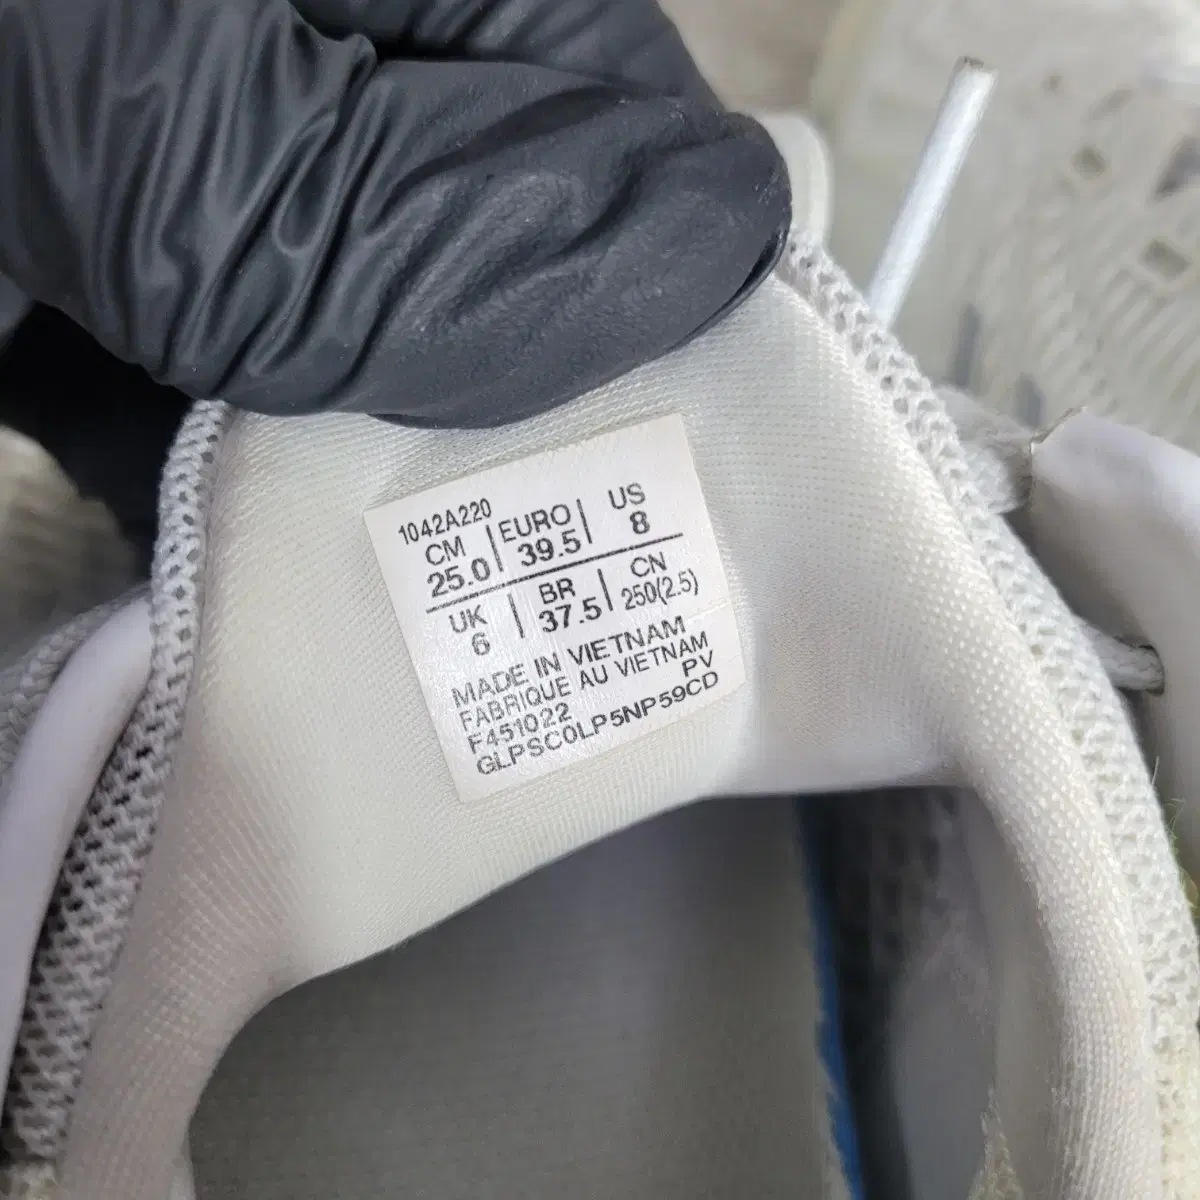 1042A220
CM EURO US
25.0 39.5 8
UK BR CN
6 37.5 250(2.5)
MADE IN VIETNAM
FABRIQUE AU VIETNAM
F451022 PV
GLPSC0LP5NP59CD